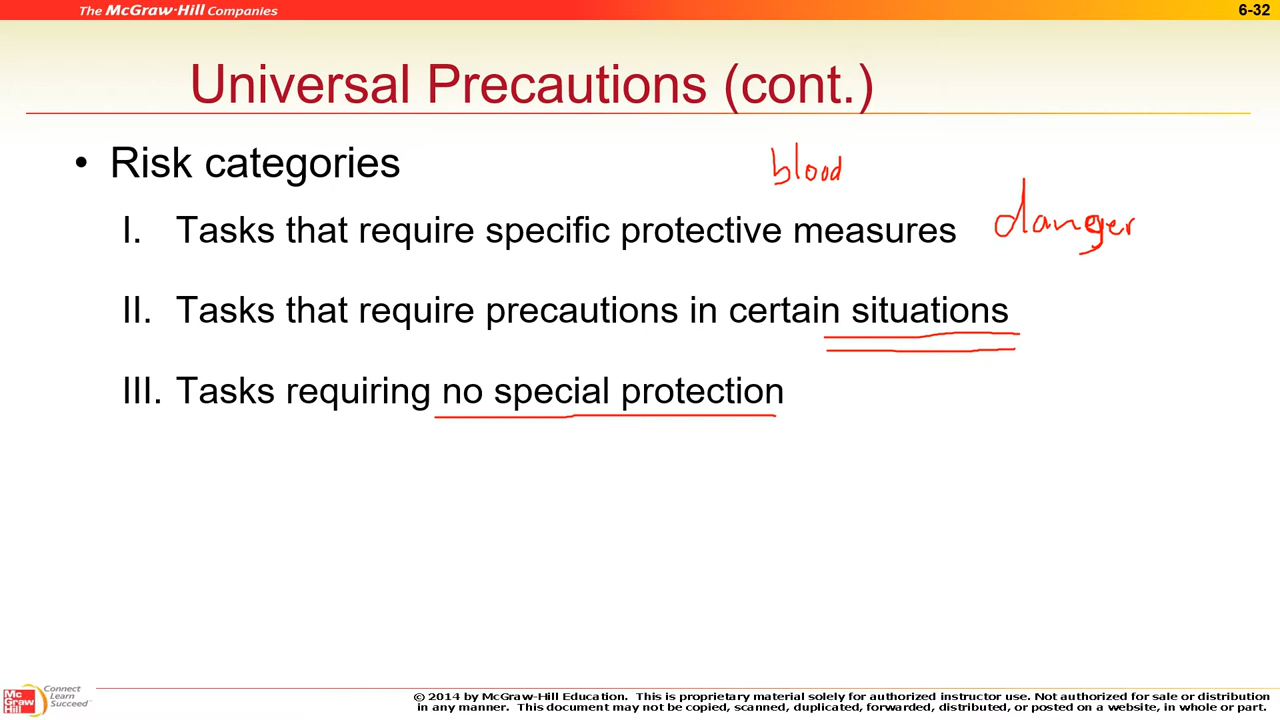 The McGraw-Hill Companies
6-32
Universal Precautions (cont.)
• Risk categories
blood
I. Tasks that require specific protective measures
danger
II. Tasks that require precautions in certain situations
III. Tasks requiring no special protection
Mc
Graw
Hill
Connect
Learn
Succeed™
© 2014 by McGraw-Hill Education. This is proprietary material solely for authorized instructor use. Not authorized for sale or distribution
in any manner. This document may not be copied, scanned, duplicated, forwarded, distributed, or posted on a website, in whole or part.